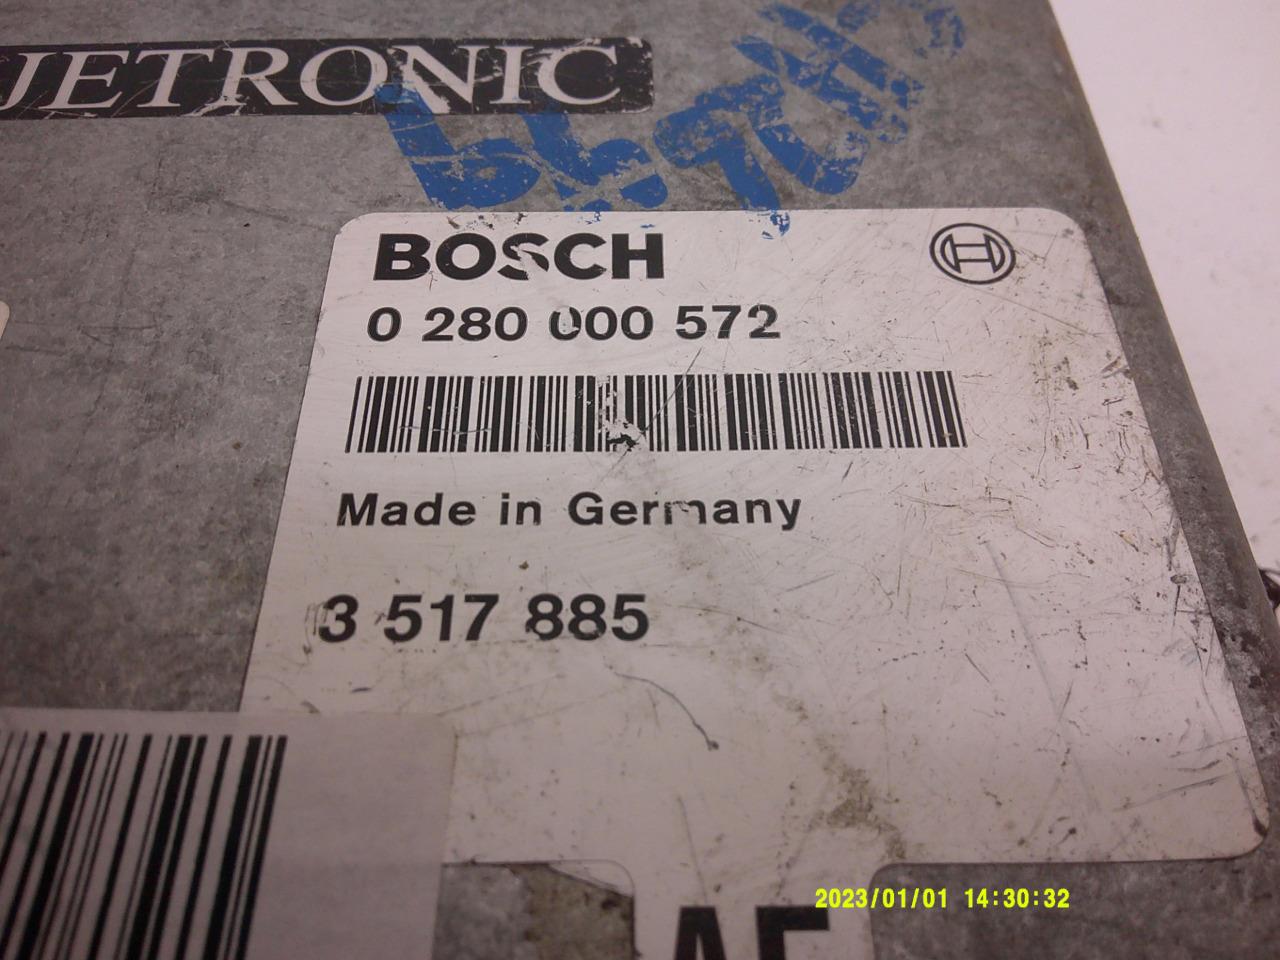 JETRONIC
BOSCH
0 280 000 572
Made in Germany
3 517 885
2023/01/01 14:30:32